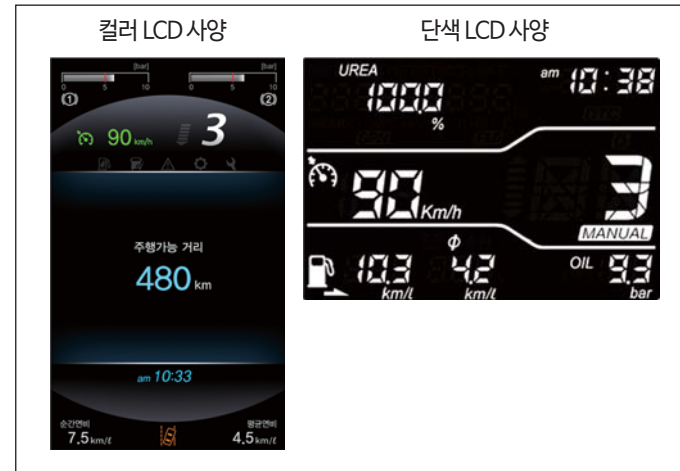 컬러 LCD 사양
[bar] [bar]
0 5 10 0 5 10
(1) (2)
90 km/h
3
주행가능 거리
480 km
am 10:33
순간연비 평균연비
7.5 km/ℓ 4.5 km/ℓ
단색 LCD 사양
UREA am 10:38
100.0
%
90 Km/h 3
MANUAL
Φ
10.3 4.2 OIL 9.3
km/ℓ km/ℓ bar